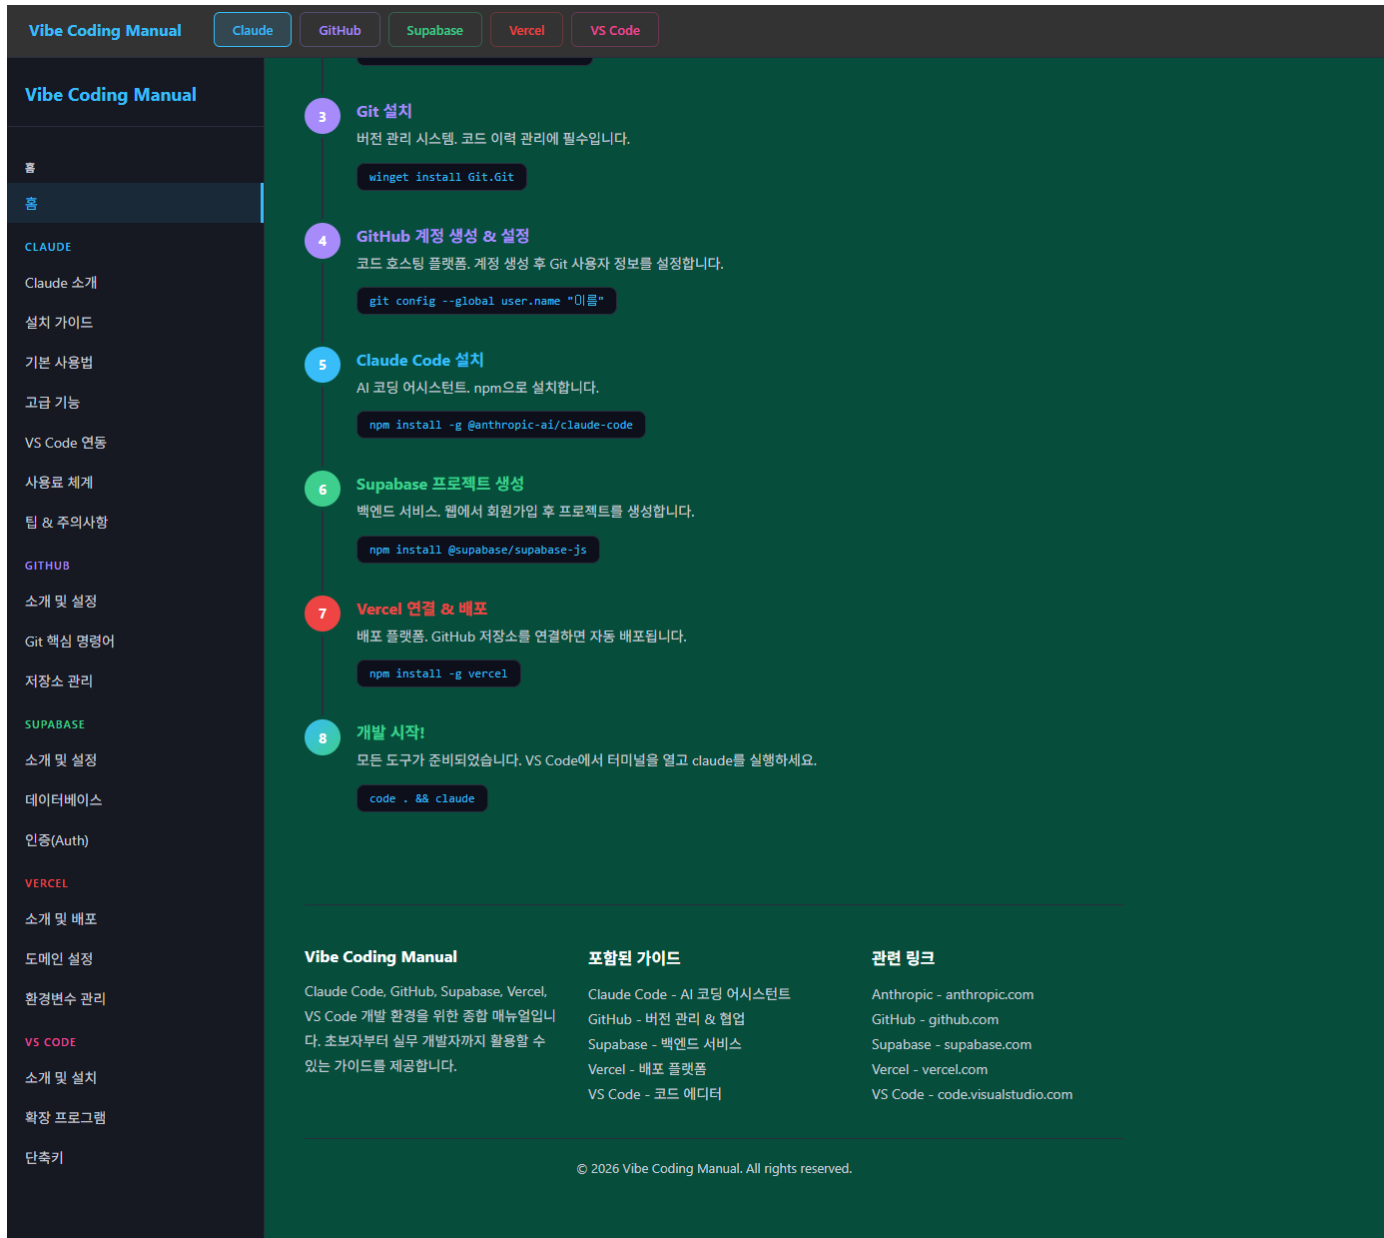 Vibe Coding Manual
Claude
GitHub
Supabase
Vercel
VS Code
Vibe Coding Manual
홈
홈
CLAUDE
Claude 소개
설치 가이드
기본 사용법
고급 기능
VS Code 연동
사용료 체계
팁 & 주의사항
GITHUB
소개 및 설정
Git 핵심 명령어
저장소 관리
SUPABASE
소개 및 설정
데이터베이스
인증(Auth)
VERCEL
소개 및 배포
도메인 설정
환경변수 관리
VS CODE
소개 및 설치
확장 프로그램
단축키
3
Git 설치
버전 관리 시스템. 코드 이력 관리에 필수입니다.
winget install Git.Git
4
GitHub 계정 생성 & 설정
코드 호스팅 플랫폼. 계정 생성 후 Git 사용자 정보를 설정합니다.
git config --global user.name "이름"
5
Claude Code 설치
AI 코딩 어시스턴트. npm으로 설치합니다.
npm install -g @anthropic-ai/claude-code
6
Supabase 프로젝트 생성
백엔드 서비스. 웹에서 회원가입 후 프로젝트를 생성합니다.
npm install @supabase/supabase-js
7
Vercel 연결 & 배포
배포 플랫폼. GitHub 저장소를 연결하면 자동 배포됩니다.
npm install -g vercel
8
개발 시작!
모든 도구가 준비되었습니다. VS Code에서 터미널을 열고 claude를 실행하세요.
code . && claude
Vibe Coding Manual
Claude Code, GitHub, Supabase, Vercel,
VS Code 개발 환경을 위한 종합 매뉴얼입니
다. 초보자부터 실무 개발자까지 활용할 수
있는 가이드를 제공합니다.
포함된 가이드
Claude Code - AI 코딩 어시스턴트
GitHub - 버전 관리 & 협업
Supabase - 백엔드 서비스
Vercel - 배포 플랫폼
VS Code - 코드 에디터
관련 링크
Anthropic - anthropic.com
GitHub - github.com
Supabase - supabase.com
Vercel - vercel.com
VS Code - code.visualstudio.com
© 2026 Vibe Coding Manual. All rights reserved.